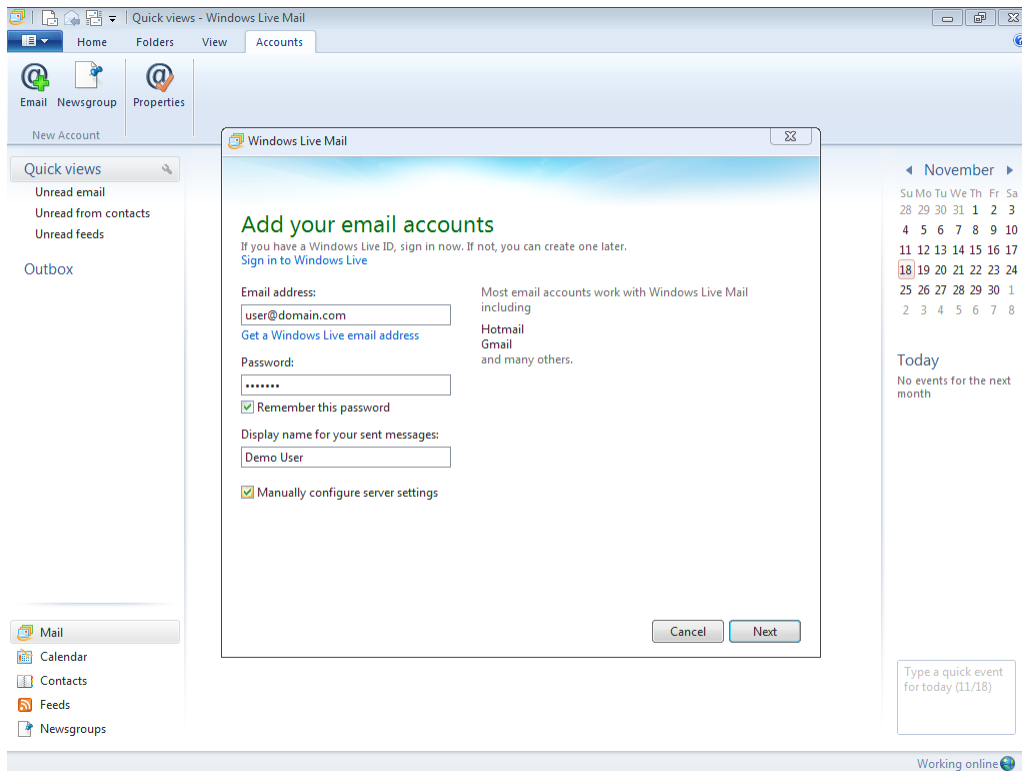 Quick views - Windows Live Mail
Home Folders View Accounts
Email Newsgroup Properties
New Account
Quick views
Unread email
Unread from contacts
Unread feeds
Outbox
Mail
Calendar
Contacts
Feeds
Newsgroups
Windows Live Mail
Add your email accounts
If you have a Windows Live ID, sign in now. If not, you can create one later.
Sign in to Windows Live
Email address:
user@domain.com
Get a Windows Live email address
Password:
•••••••
Remember this password
Display name for your sent messages:
Demo User
Manually configure server settings
Most email accounts work with Windows Live Mail
including
Hotmail
Gmail
and many others.
Cancel Next
November
Su Mo Tu We Th Fr Sa
28 29 30 31 1 2 3
4 5 6 7 8 9 10
11 12 13 14 15 16 17
18 19 20 21 22 23 24
25 26 27 28 29 30 1
2 3 4 5 6 7 8
Today
No events for the next
month
Type a quick event
for today (11/18)
Working online